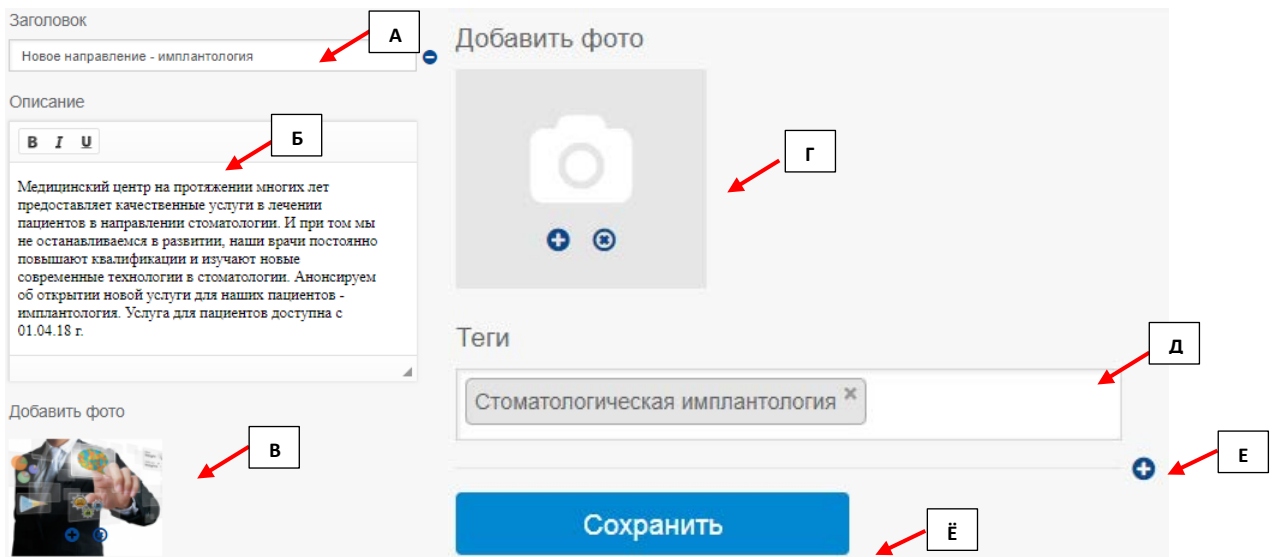 Заголовок
А
Новое направление - имплантология
Описание
B I U
Б
Медицинский центр на протяжении многих лет
предоставляет качественные услуги в лечении
пациентов в направлении стоматологии. И при том мы
не останавливаемся в развитии, наши врачи постоянно
повышают квалификации и изучают новые
современные технологии в стоматологии. Анонсируем
об открытии новой услуги для наших пациентов -
имплантология. Услуга для пациентов доступна с
01.04.18 г.
Добавить фото
В
Добавить фото
Г
Теги
Д
Стоматологическая имплантология ×
Е
Сохранить
Ё